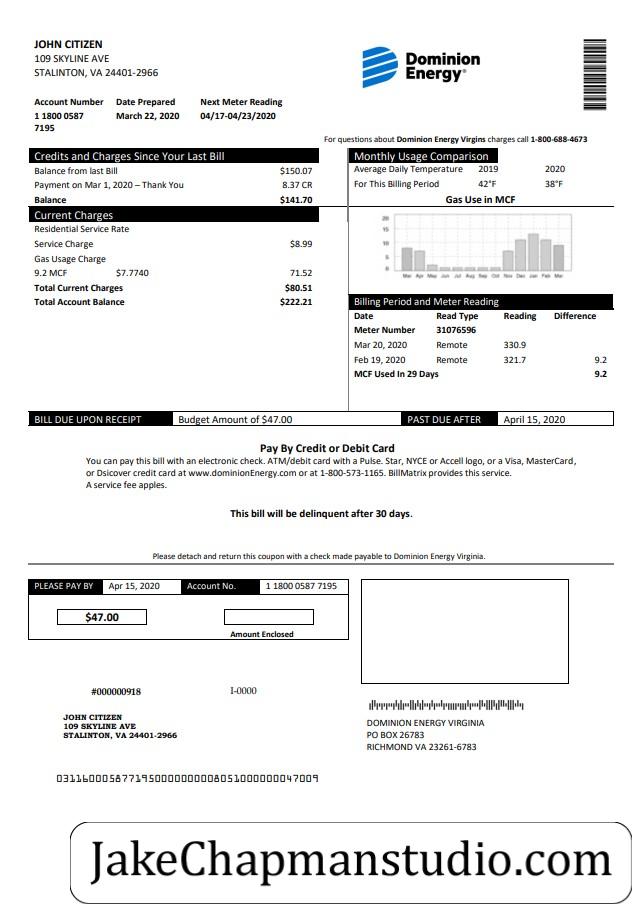 JOHN CITIZEN
109 SKYLINE AVE
STALINTON, VA 24401-2966
Dominion
Energy®
Account Number Date Prepared Next Meter Reading
1 1800 0587 March 22, 2020 04/17-04/23/2020
7195
For questions about Dominion Energy Virgins charges call 1-800-688-4673
Credits and Charges Since Your Last Bill
Balance from last Bill $150.07
Payment on Mar 1, 2020 – Thank You 8.37 CR
Balance $141.70
Current Charges
Residential Service Rate
Service Charge $8.99
Gas Usage Charge
9.2 MCF $7.7740 71.52
Total Current Charges $80.51
Total Account Balance $222.21
Monthly Usage Comparison
Average Daily Temperature 2019 2020
For This Billing Period 42°F 38°F
Gas Use in MCF
20
15
10
5
0
Mar Apr May Jun July Aug Sep Oct Nov Dec Jan Feb Mar
Billing Period and Meter Reading
Date Read Type Reading Difference
Meter Number 31076596
Mar 20, 2020 Remote 330.9
Feb 19, 2020 Remote 321.7 9.2
MCF Used In 29 Days 9.2
BILL DUE UPON RECEIPT Budget Amount of $47.00 PAST DUE AFTER April 15, 2020
Pay By Credit or Debit Card
You can pay this bill with an electronic check. ATM/debit card with a Pulse. Star, NYCE or Accell logo, or a Visa, MasterCard,
or Dsicover credit card at www.dominionEnergy.com or at 1-800-573-1165. BillMatrix provides this service.
A service fee applies.
This bill will be delinquent after 30 days.
Please detach and return this coupon with a check made payable to Dominion Energy Virginia.
PLEASE PAY BY Apr 15, 2020 Account No. 1 1800 0587 7195
$47.00
Amount Enclosed
#000000918 I-0000
JOHN CITIZEN
109 SKYLINE AVE
STALINTON, VA 24401-2966
DOMINION ENERGY VIRGINIA
PO BOX 26783
RICHMOND VA 23261-6783
0311600058771950000000008051000000047009
JakeChapmanstudio.com